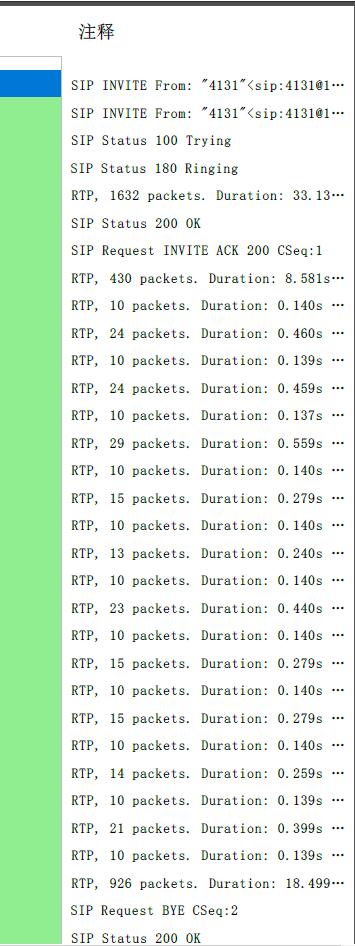 注释
SIP INVITE From: "4131"<sip:4131@1…
SIP INVITE From: "4131"<sip:4131@1…
SIP Status 100 Trying
SIP Status 180 Ringing
RTP, 1632 packets. Duration: 33.13…
SIP Status 200 OK
SIP Request INVITE ACK 200 CSeq:1
RTP, 430 packets. Duration: 8.581s…
RTP, 10 packets. Duration: 0.140s …
RTP, 24 packets. Duration: 0.460s …
RTP, 10 packets. Duration: 0.139s …
RTP, 24 packets. Duration: 0.459s …
RTP, 10 packets. Duration: 0.137s …
RTP, 29 packets. Duration: 0.559s …
RTP, 10 packets. Duration: 0.140s …
RTP, 15 packets. Duration: 0.279s …
RTP, 10 packets. Duration: 0.140s …
RTP, 13 packets. Duration: 0.240s …
RTP, 10 packets. Duration: 0.140s …
RTP, 23 packets. Duration: 0.440s …
RTP, 10 packets. Duration: 0.140s …
RTP, 15 packets. Duration: 0.279s …
RTP, 10 packets. Duration: 0.140s …
RTP, 15 packets. Duration: 0.279s …
RTP, 10 packets. Duration: 0.140s …
RTP, 14 packets. Duration: 0.259s …
RTP, 10 packets. Duration: 0.139s …
RTP, 21 packets. Duration: 0.399s …
RTP, 10 packets. Duration: 0.139s …
RTP, 926 packets. Duration: 18.499…
SIP Request BYE CSeq:2
SIP Status 200 OK